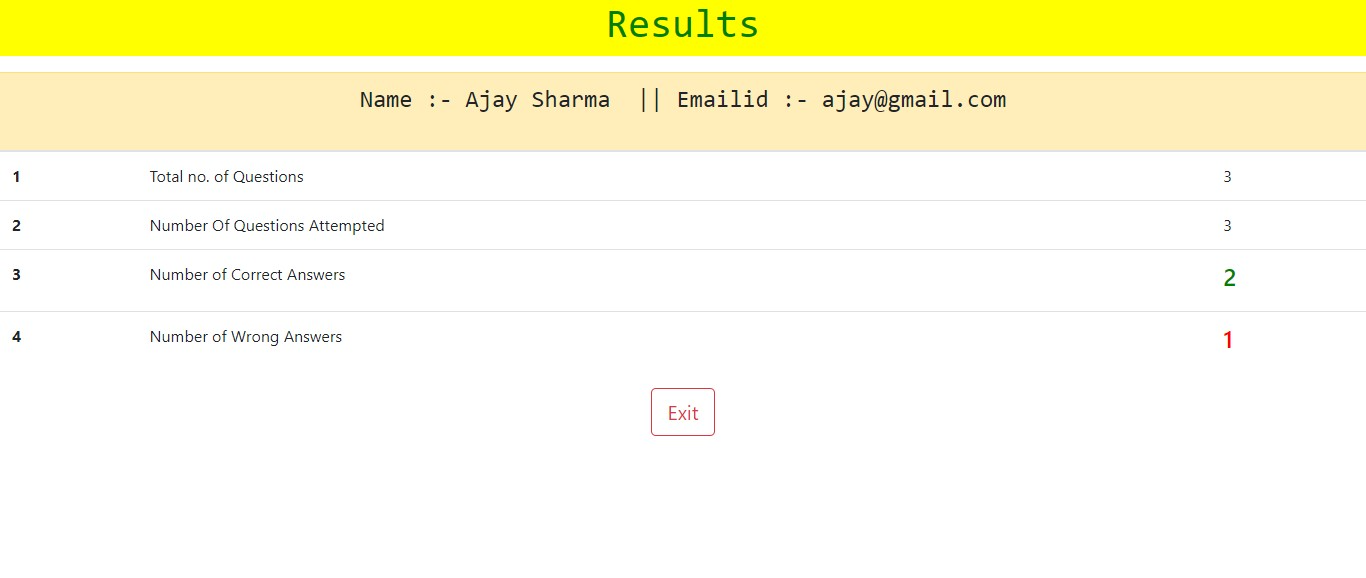 Results
Name :- Ajay Sharma || Emailid :- ajay@gmail.com
1 Total no. of Questions 3
2 Number Of Questions Attempted 3
3 Number of Correct Answers 2
4 Number of Wrong Answers 1
Exit